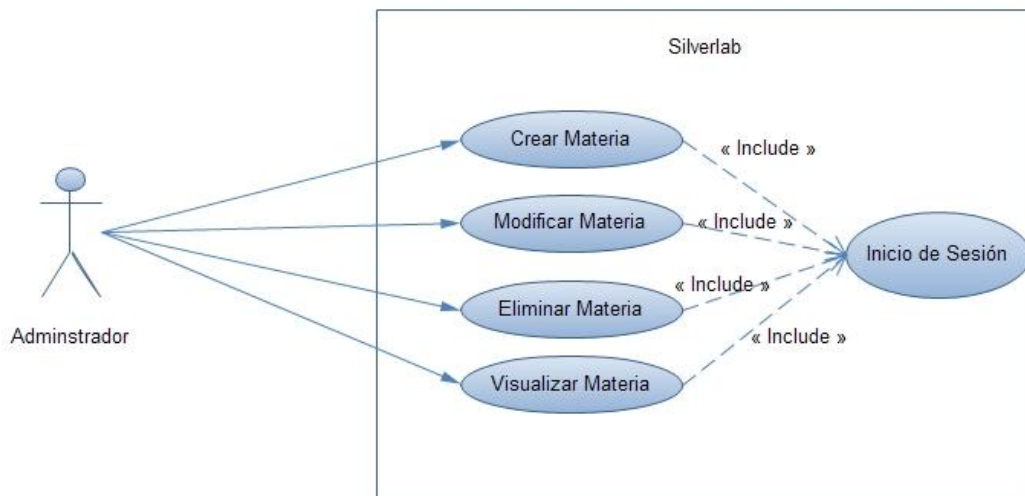 Silverlab
Crear Materia
« Include »
Modificar Materia
« Include »
Inicio de Sesión
Eliminar Materia
« Include »
Adminstrador
« Include »
Visualizar Materia